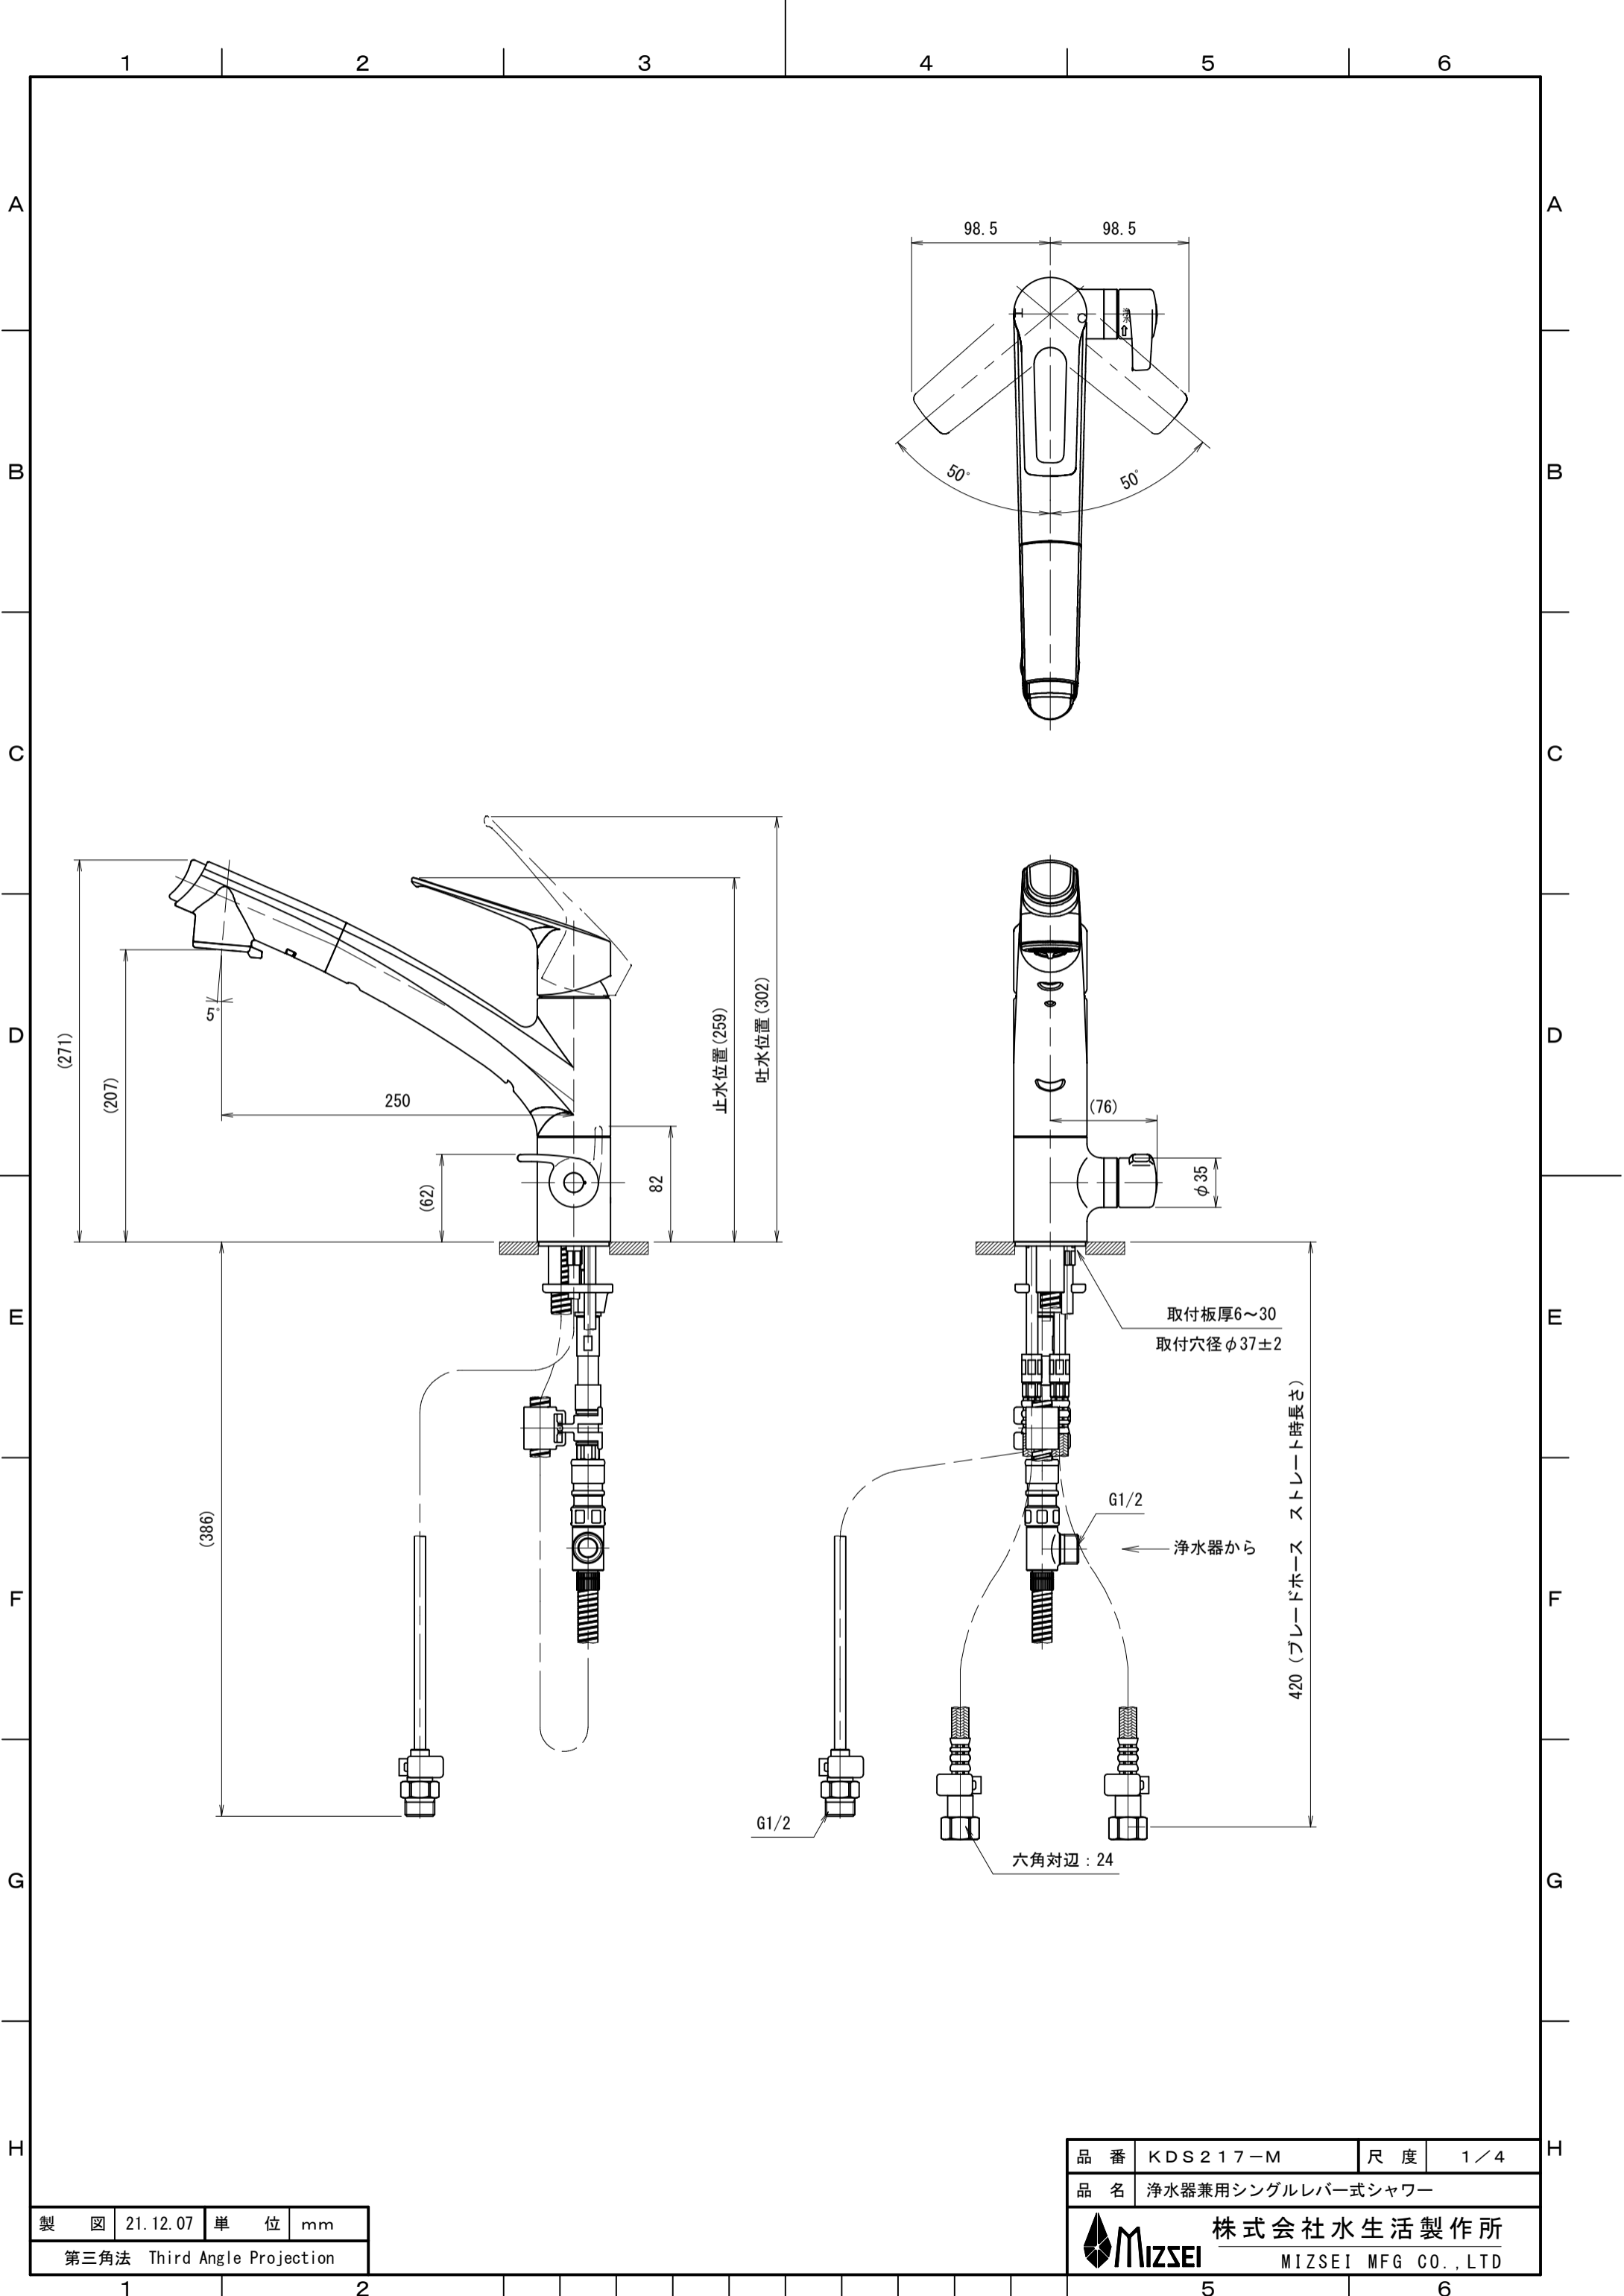 1 2 3 4 5 6
A A
B B
C C
D D
E E
F F
G G
H H
98.5 98.5
浄水
H
C
50° 50°
(271)
(207)
5°
250
(62)
82
止水位置(259)
吐水位置(302)
(76)
φ35
取付板厚6～30
取付穴径φ37±2
(386)
G1/2
浄水器から
420（ブレードホース ストレート時長さ）
G1/2
六角対辺：24
品 番 KDS217-M 尺 度 1／4
品 名 浄水器兼用シングルレバー式シャワー
製 図 21.12.07 単 位 mm
第三角法 Third Angle Projection
MIZSEI
株式会社水生活製作所
MIZSEI MFG CO.,LTD
1 2 5 6